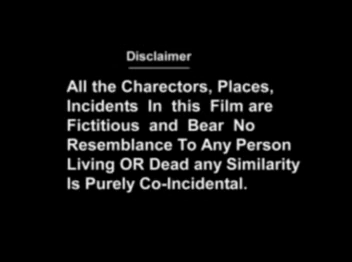 Disclaimer
All the Charectors, Places,
Incidents In this Film are
Fictitious and Bear No
Resemblance To Any Person
Living OR Dead any Similarity
Is Purely Co-Incidental.